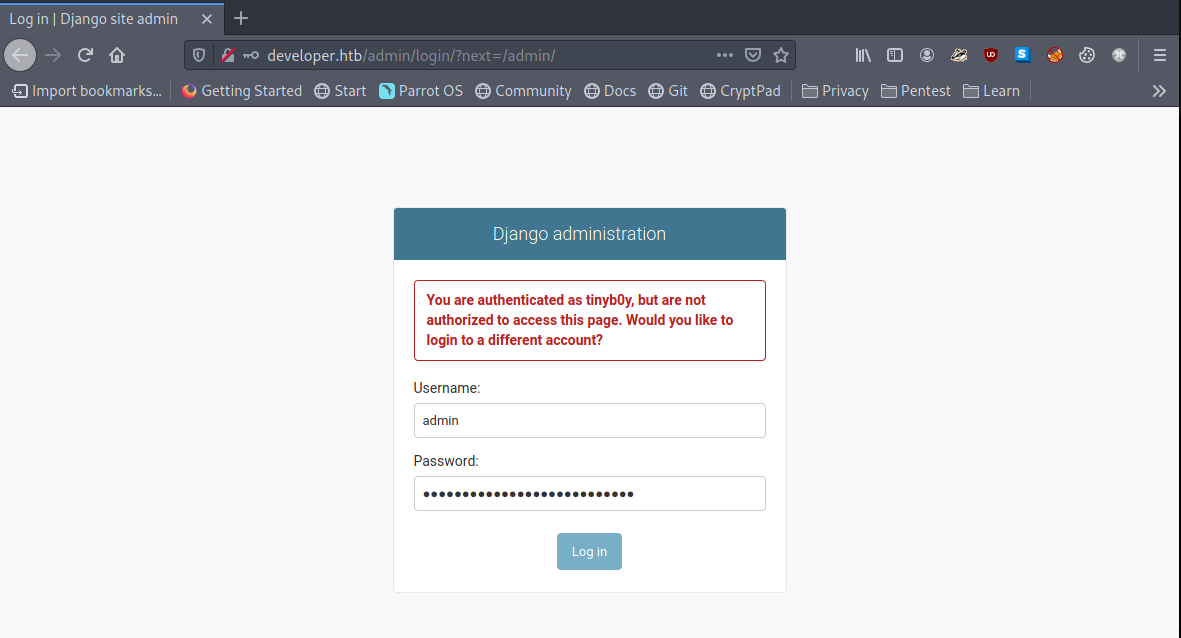 Log in | Django site admin
developer.htb/admin/login/?next=/admin/
Import bookmarks... Getting Started Start Parrot OS Community Docs Git CryptPad Privacy Pentest Learn
Django administration
You are authenticated as tinyb0y, but are not
authorized to access this page. Would you like to
login to a different account?
Username:
admin
Password:
Log in